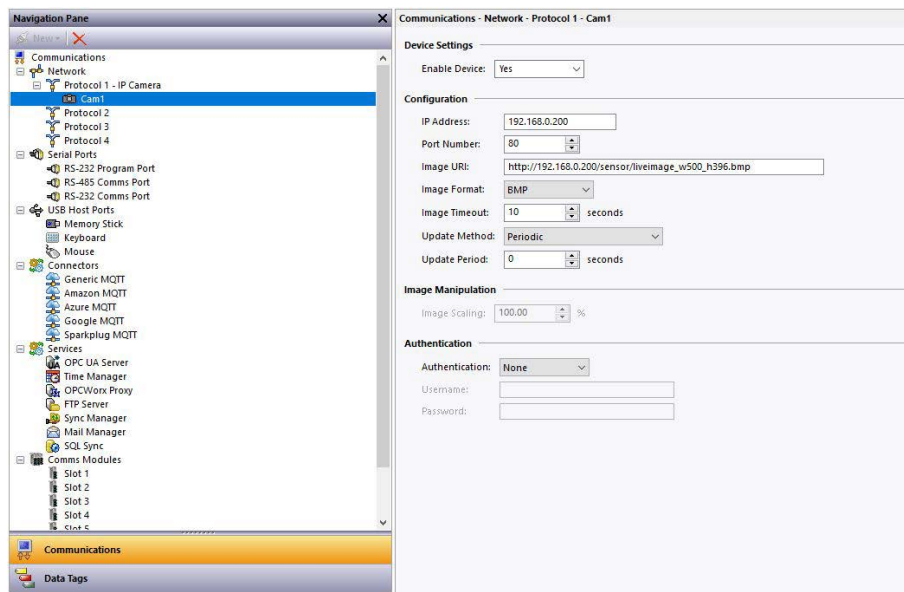 Navigation Pane
New
Communications
Network
Protocol 1 - IP Camera
Cam1
Protocol 2
Protocol 3
Protocol 4
Serial Ports
RS-232 Program Port
RS-485 Comms Port
RS-232 Comms Port
USB Host Ports
Memory Stick
Keyboard
Mouse
Connectors
Generic MQTT
Amazon MQTT
Azure MQTT
Google MQTT
Sparkplug MQTT
Services
OPC UA Server
Time Manager
OPCWorx Proxy
FTP Server
Sync Manager
Mail Manager
SQL Sync
Comms Modules
Slot 1
Slot 2
Slot 3
Slot 4
Slot 5
Communications
Data Tags
Communications - Network - Protocol 1 - Cam1
Device Settings
Enable Device: Yes
Configuration
IP Address: 192.168.0.200
Port Number: 80
Image URI: http://192.168.0.200/sensor/liveimage_w500_h396.bmp
Image Format: BMP
Image Timeout: 10 seconds
Update Method: Periodic
Update Period: 0 seconds
Image Manipulation
Image Scaling: 100.00 %
Authentication
Authentication: None
Username:
Password: